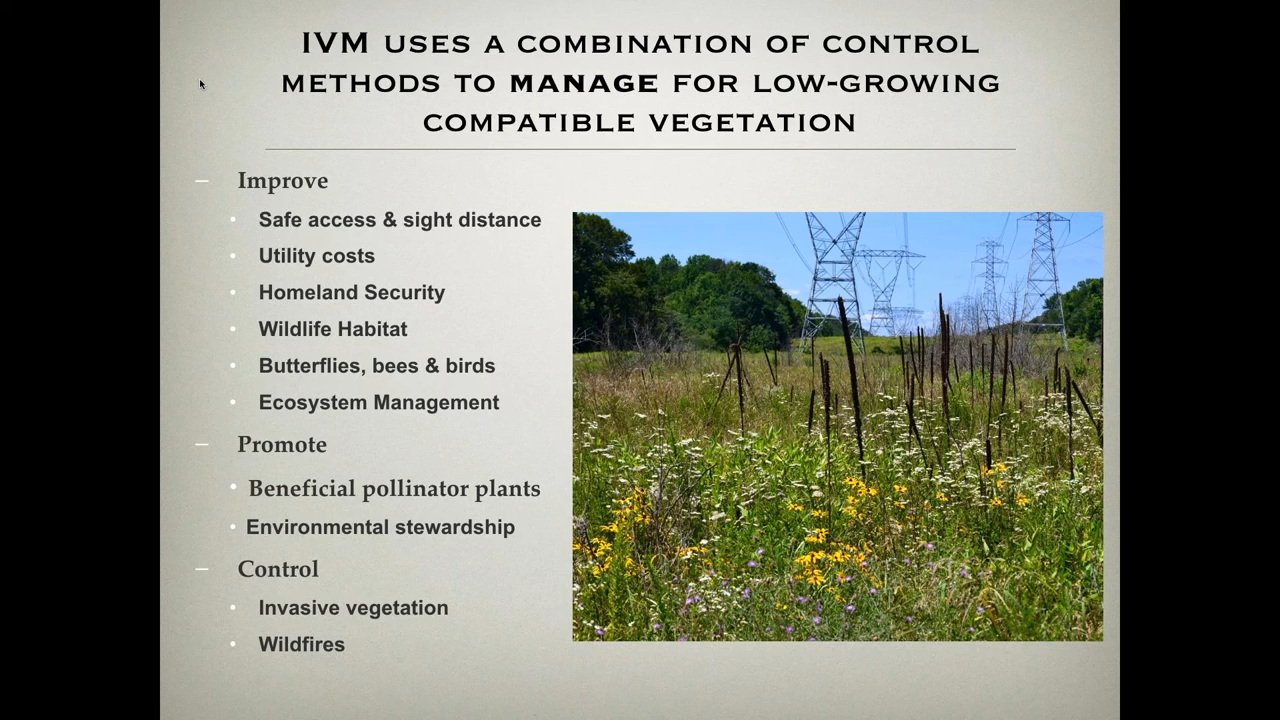 IVM USES A COMBINATION OF CONTROL
METHODS TO MANAGE FOR LOW-GROWING
COMPATIBLE VEGETATION
– Improve
• Safe access & sight distance
• Utility costs
• Homeland Security
• Wildlife Habitat
• Butterflies, bees & birds
• Ecosystem Management
– Promote
• Beneficial pollinator plants
• Environmental stewardship
– Control
• Invasive vegetation
• Wildfires